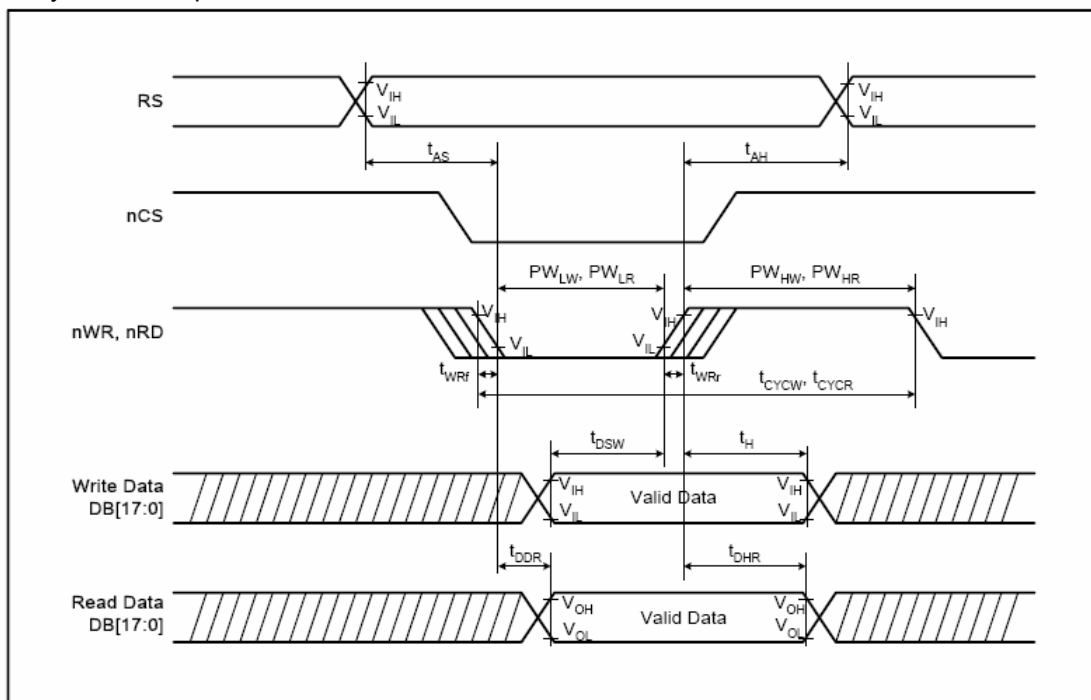 RS
V_IH
V_IL
V_IH
V_IL
t_AS
t_AH
nCS
PW_LW, PW_LR
PW_HW, PW_HR
nWR, nRD
V_IH
V_IL
V_IH
V_IL
V_IH
t_WRf
t_WRr
t_CYCW, t_CYCR
t_DSW
t_H
Write Data
DB[17:0]
V_IH
V_IL
Valid Data
V_IH
V_IL
t_DDR
t_DHR
Read Data
DB[17:0]
V_OH
V_OL
Valid Data
V_OH
V_OL